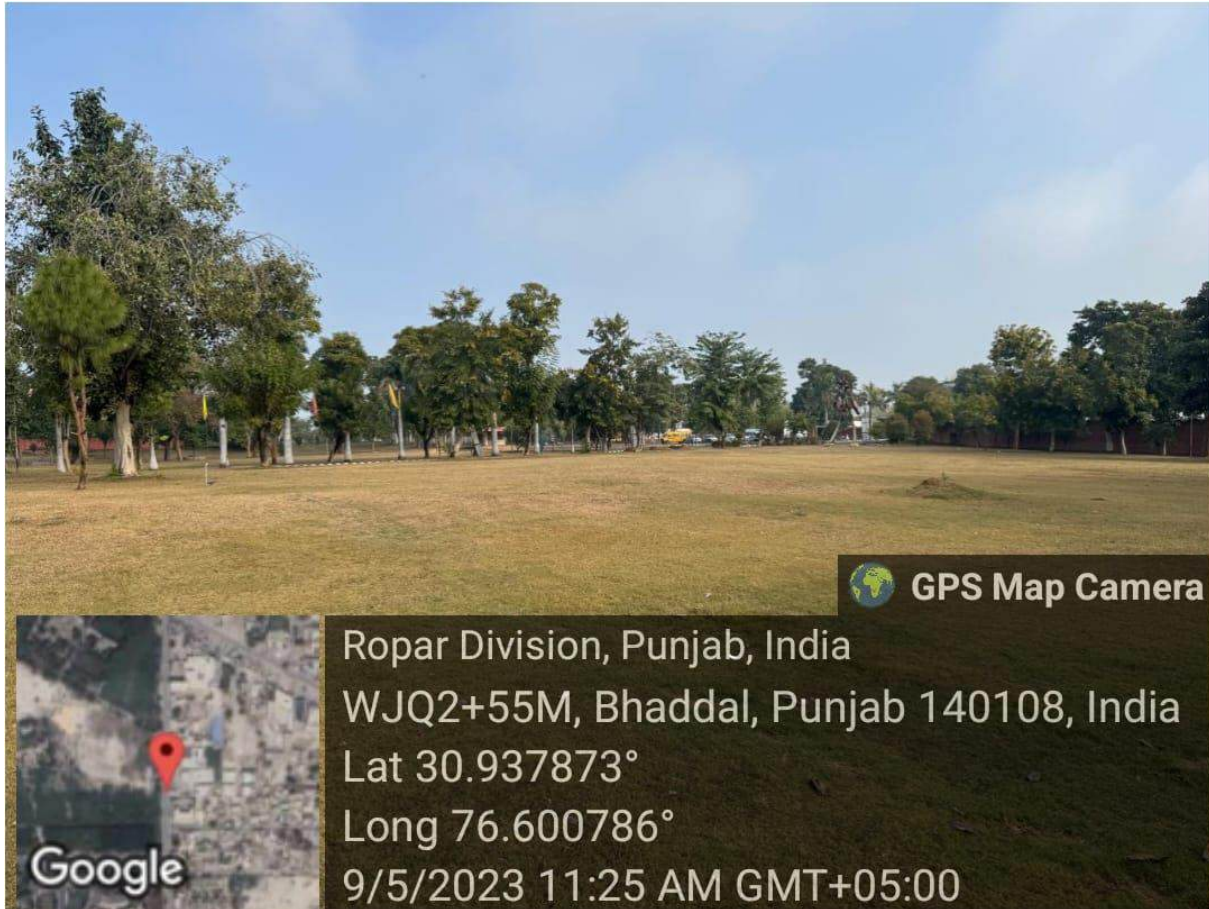 GPS Map Camera
Ropar Division, Punjab, India
WJQ2+55M, Bhaddal, Punjab 140108, India
Lat 30.937873°
Long 76.600786°
9/5/2023 11:25 AM GMT+05:00
Google